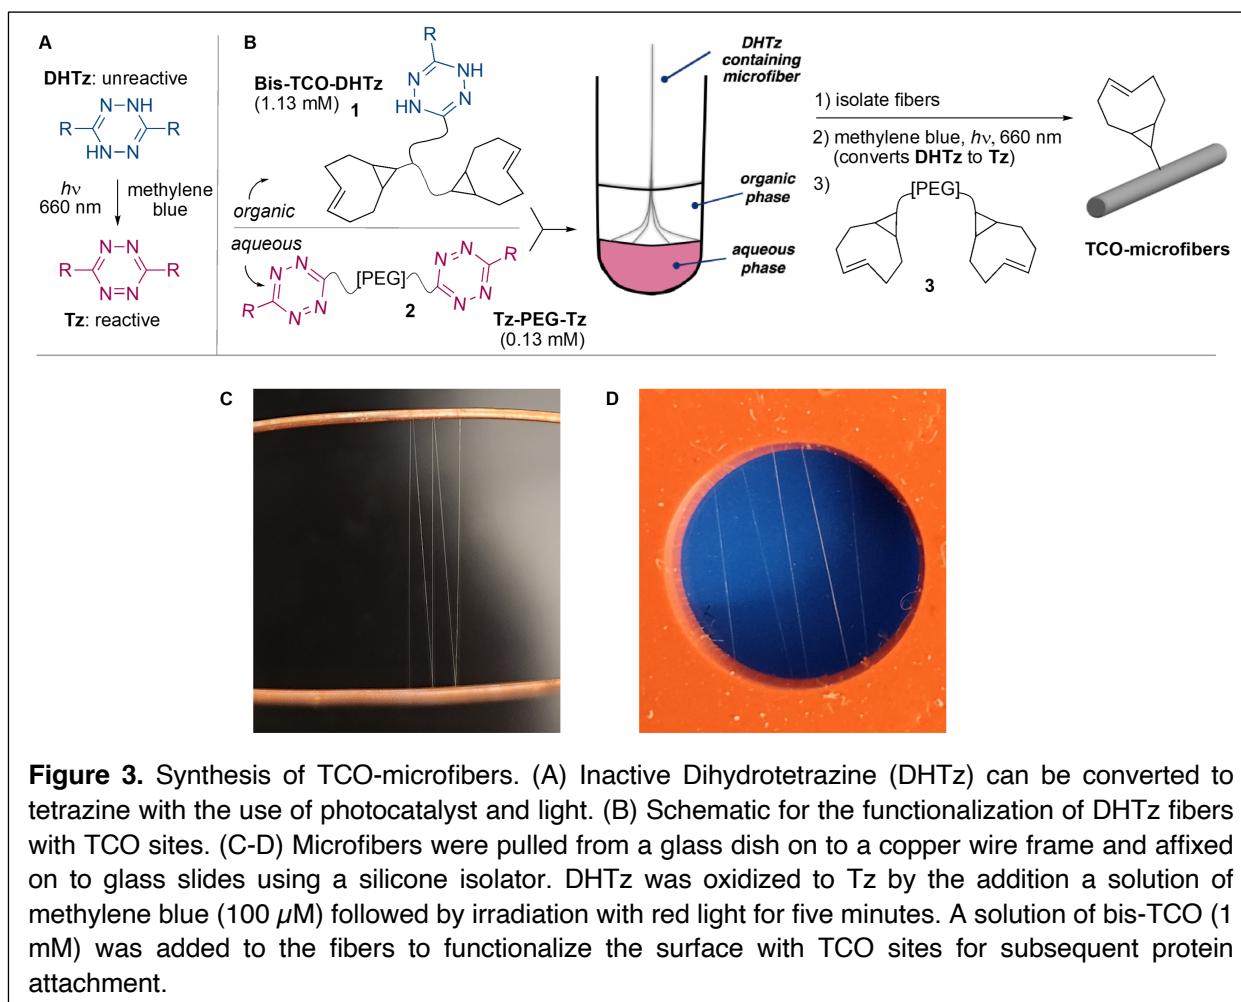 A
DHTz: unreactive
N
NH
R
R
HN
N
hν
660 nm
methylene
blue
N
N
R
R
N
N
Tz: reactive
B
Bis-TCO-DHTz
(1.13 mM) 1
R
N
NH
HN
N
organic
aqueous
N
N
R
N
N
[PEG]
N
N
R
N
N
2
Tz-PEG-Tz
(0.13 mM)
DHTz
containing
microfiber
organic
phase
aqueous
phase
1) isolate fibers
2) methylene blue, hν, 660 nm
(converts DHTz to Tz)
3)
[PEG]
3
TCO-microfibers
C
D
Figure 3. Synthesis of TCO-microfibers. (A) Inactive Dihydrotetrazine (DHTz) can be converted to
tetrazine with the use of photocatalyst and light. (B) Schematic for the functionalization of DHTz fibers
with TCO sites. (C-D) Microfibers were pulled from a glass dish on to a copper wire frame and affixed
on to glass slides using a silicone isolator. DHTz was oxidized to Tz by the addition a solution of
methylene blue (100 µM) followed by irradiation with red light for five minutes. A solution of bis-TCO (1
mM) was added to the fibers to functionalize the surface with TCO sites for subsequent protein
attachment.